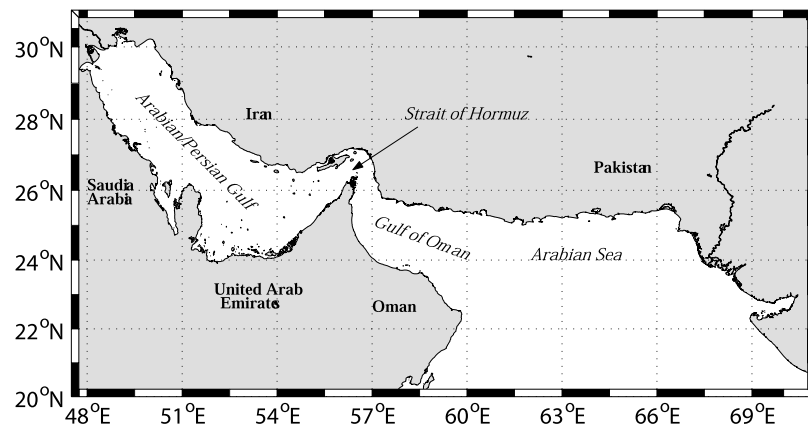 30°N
28°N
26°N
24°N
22°N
20°N
48°E
51°E
54°E
57°E
60°E
63°E
66°E
69°E
Iran
Strait of Hormuz
Arabian/Persian Gulf
Pakistan
Saudia
Arabia
Gulf of Oman
Arabian Sea
United Arab
Emirates
Oman